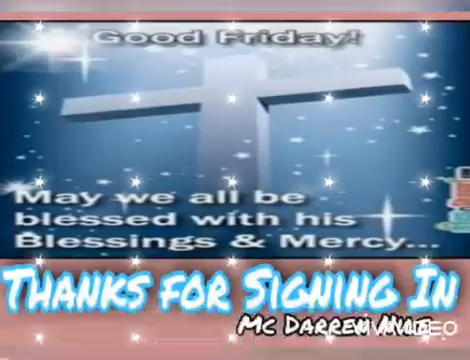 Good Friday!
May we all be
blessed with his
Blessings & Mercy...
THANKS FOR SIGNING IN
MC DARREN